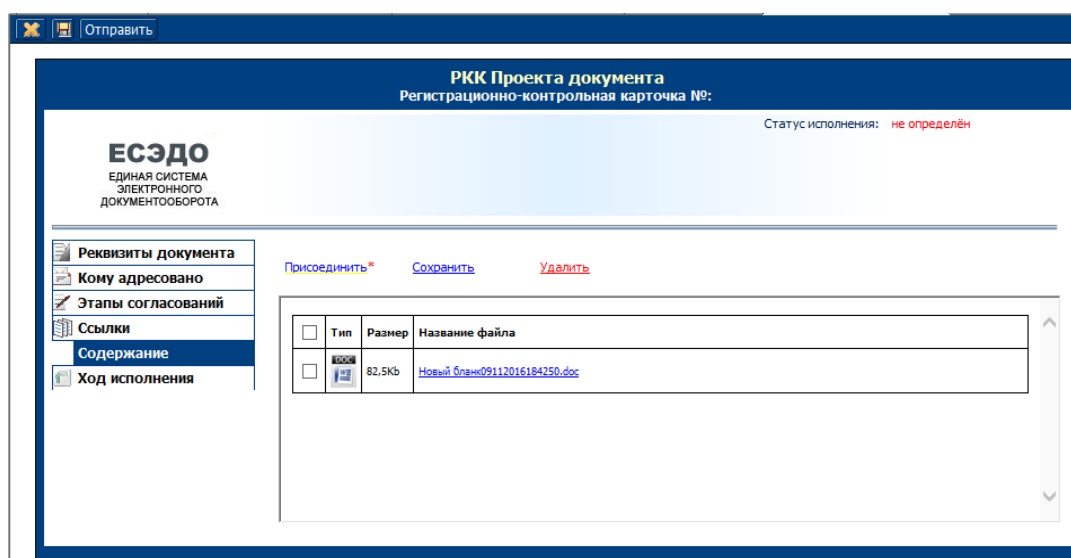 Отправить
РКК Проекта документа
Регистрационно-контрольная карточка №:
Статус исполнения: не определён
ЕСЭДО
ЕДИНАЯ СИСТЕМА
ЭЛЕКТРОННОГО
ДОКУМЕНТООБОРОТА
Реквизиты документа
Кому адресовано
Этапы согласований
Ссылки
Содержание
Ход исполнения
Присоединить* Сохранить Удалить
Тип Размер Название файла
DOC 82,5Kb Новый бланк09112016184250.doc